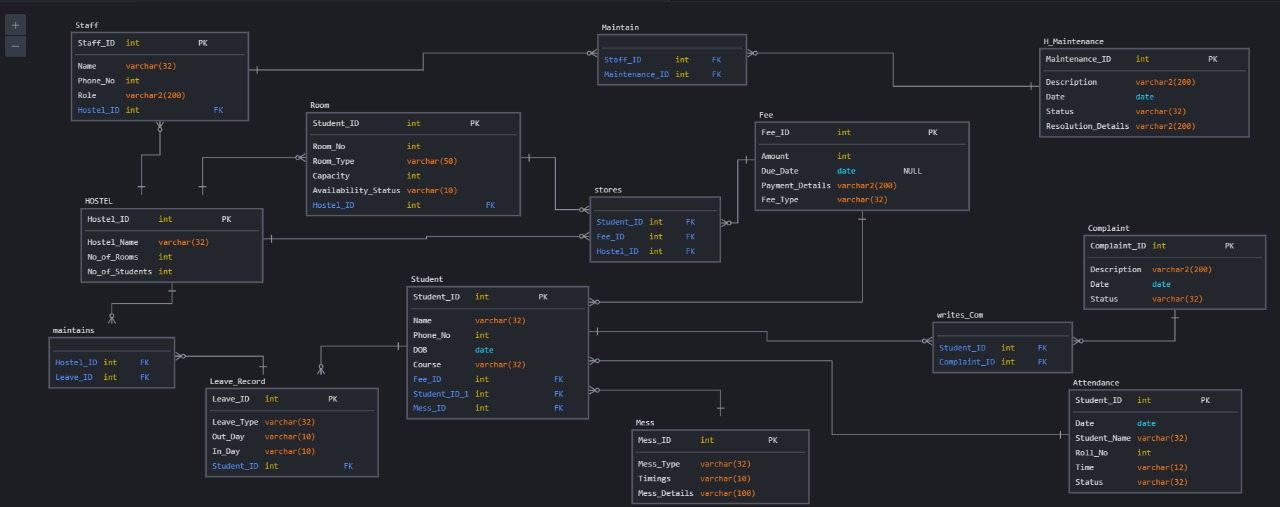 +
−
Staff
Staff_ID int PK
Name varchar(32)
Phone_No int
Role varchar2(200)
Hostel_ID int FK
Maintain
Staff_ID int FK
Maintenance_ID int FK
H_Maintenance
Maintenance_ID int PK
Description varchar2(200)
Date date
Status varchar(32)
Resolution_Details varchar2(200)
Room
Student_ID int PK
Room_No int
Room_Type varchar(50)
Capacity int
Availability_Status varchar(10)
Hostel_ID int FK
Fee
Fee_ID int PK
Amount int
Due_Date date NULL
Payment_Details varchar2(200)
Fee_Type varchar(32)
HOSTEL
Hostel_ID int PK
Hostel_Name varchar(32)
No_of_Rooms int
No_of_Students int
stores
Student_ID int FK
Fee_ID int FK
Hostel_ID int FK
Complaint
Complaint_ID int PK
Description varchar2(200)
Date date
Status varchar(32)
Student
Student_ID int PK
Name varchar(32)
Phone_No int
DOB date
Course varchar(32)
Fee_ID int FK
Student_ID_1 int FK
Mess_ID int FK
writes_Com
Student_ID int FK
Complaint_ID int FK
maintains
Hostel_ID int FK
Leave_ID int FK
Leave_Record
Leave_ID int PK
Leave_Type varchar(32)
Out_Day varchar(10)
In_Day varchar(10)
Student_ID int FK
Mess
Mess_ID int PK
Mess_Type varchar(32)
Timings varchar(10)
Mess_Details varchar(100)
Attendance
Student_ID int PK
Date date
Student_Name varchar(32)
Roll_No int
Time varchar(12)
Status varchar(32)